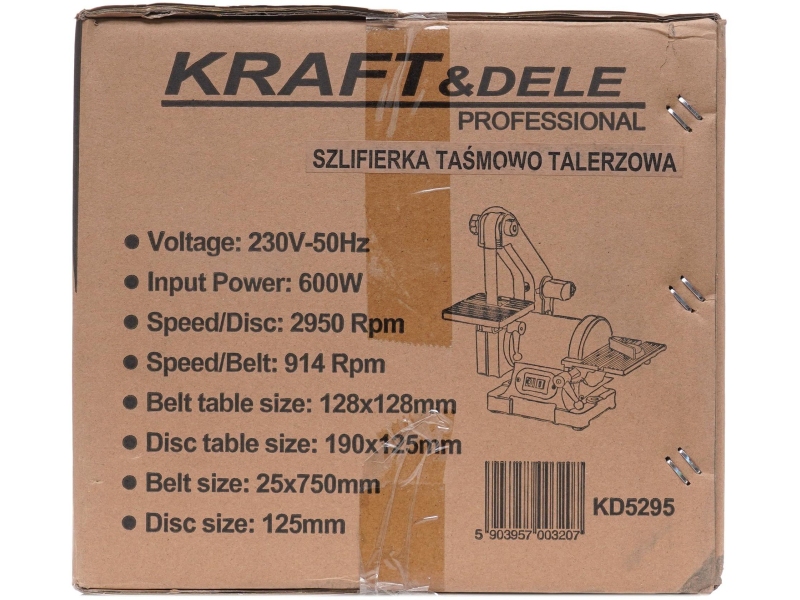 KRAFT&DELE
PROFESSIONAL
SZLIFIERKA TAŚMOWO TALERZOWA
● Voltage: 230V-50Hz
● Input Power: 600W
● Speed/Disc: 2950 Rpm
● Speed/Belt: 914 Rpm
● Belt table size: 128x128mm
● Disc table size: 190x125mm
● Belt size: 25x750mm
● Disc size: 125mm
KD5295
5 903957 003207